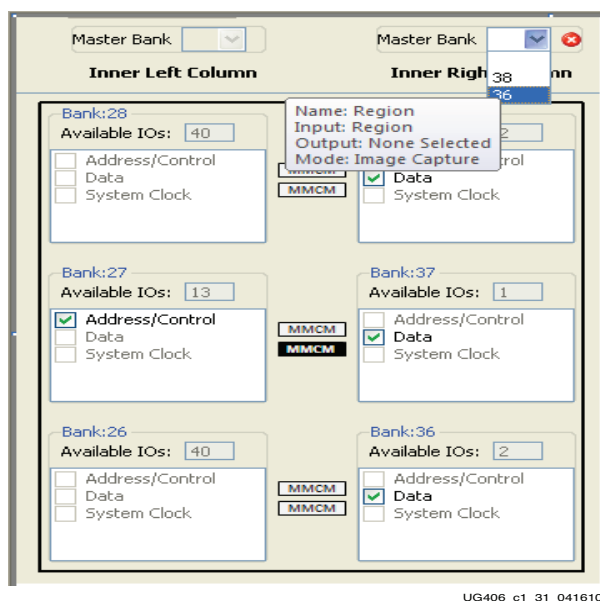 Master Bank
Master Bank
Inner Left Column
Inner Righ nn
38
36
Name: Region
Input: Region
Output: None Selected
Mode: Image Capture
Bank:28
Available IOs: 40
Address/Control
Data
System Clock
MMCM
MMCM
2
trol
Data
System Clock
Bank:27
Available IOs: 13
Address/Control
Data
System Clock
MMCM
MMCM
Bank:37
Available IOs: 1
Address/Control
Data
System Clock
Bank:26
Available IOs: 40
Address/Control
Data
System Clock
MMCM
MMCM
Bank:36
Available IOs: 2
Address/Control
Data
System Clock
UG406_c1_31_041610